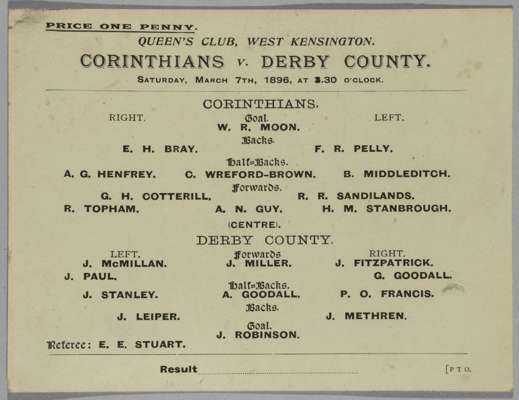 PRICE ONE PENNY.
QUEEN'S CLUB, WEST KENSINGTON.
CORINTHIANS V. DERBY COUNTY.
SATURDAY, MARCH 7TH, 1896, AT 3.30 O'CLOCK.
CORINTHIANS.
RIGHT. Goal. LEFT.
W. R. MOON.
Backs.
E. H. BRAY. F. R. PELLY.
Half=Backs.
A. G. HENFREY. C. WREFORD-BROWN. B. MIDDLEDITCH.
Forwards.
G. H. COTTERILL. R. R. SANDILANDS.
R. TOPHAM. A. N. GUY. H. M. STANBROUGH.
(CENTRE).
DERBY COUNTY.
LEFT. Forwards RIGHT.
J. McMILLAN. J. MILLER. J. FITZPATRICK.
J. PAUL. G. GOODALL.
Half=Backs.
J. STANLEY. A. GOODALL. P. O. FRANCIS.
Backs.
J. LEIPER. J. METHREN.
Goal.
J. ROBINSON.
Referee: E. E. STUART.
Result [P T O.